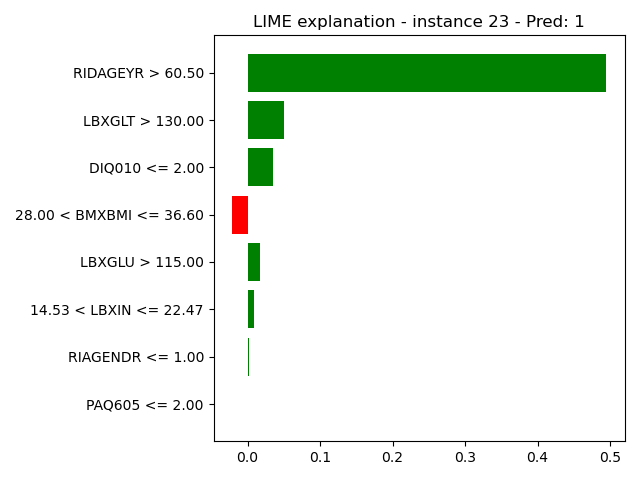 LIME explanation - instance 23 - Pred: 1
RIDAGEYR > 60.50
LBXGLT > 130.00
DIQ010 <= 2.00
28.00 < BMXBMI <= 36.60
LBXGLU > 115.00
14.53 < LBXIN <= 22.47
RIAGENDR <= 1.00
PAQ605 <= 2.00
0.0 0.1 0.2 0.3 0.4 0.5